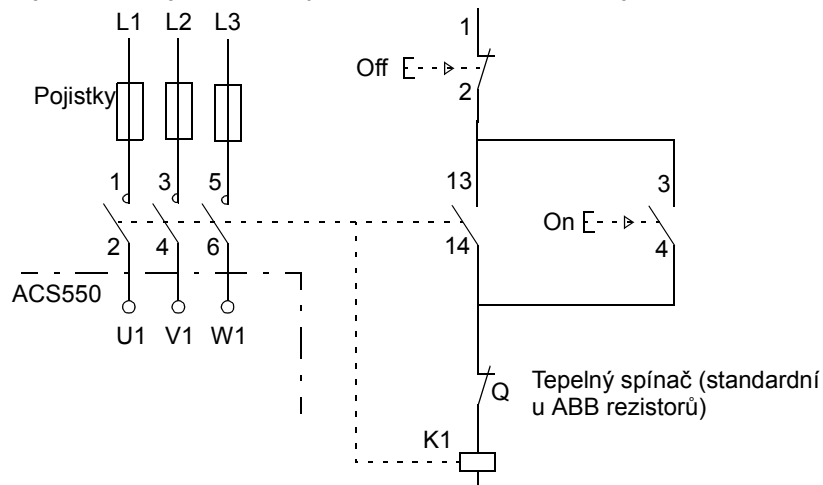 L1 L2 L3
1
Off
2
Pojistky
1 3 5
13 3
On
2 4 6
14 4
ACS550
U1 V1 W1
Tepelný spínač (standardní
Q
u ABB rezistorů)
K1